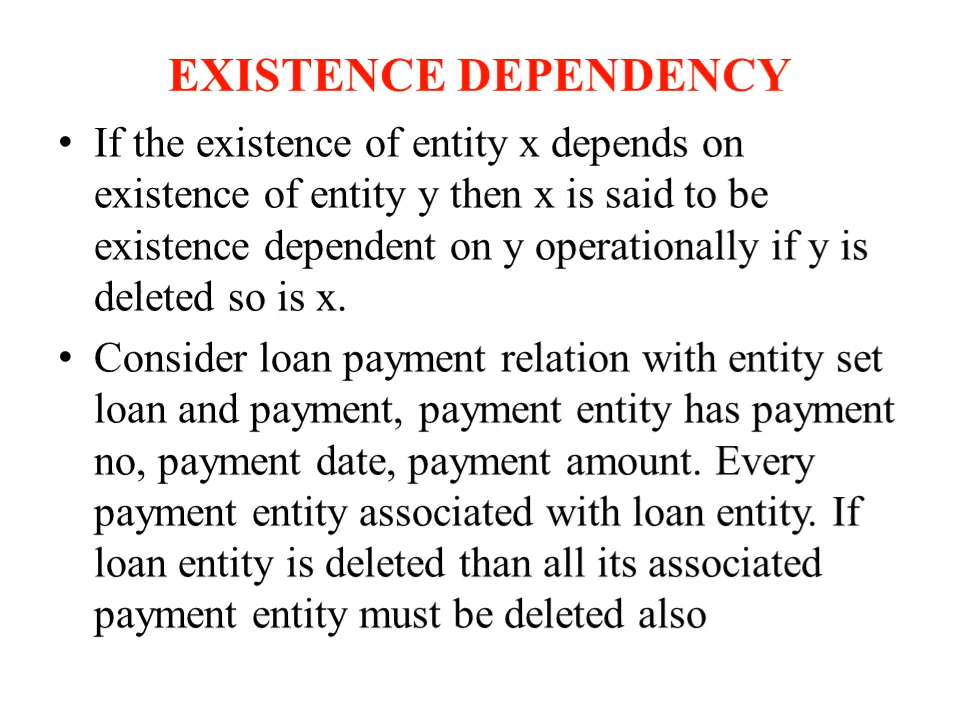 EXISTENCE DEPENDENCY
• If the existence of entity x depends on
existence of entity y then x is said to be
existence dependent on y operationally if y is
deleted so is x.
• Consider loan payment relation with entity set
loan and payment, payment entity has payment
no, payment date, payment amount. Every
payment entity associated with loan entity. If
loan entity is deleted than all its associated
payment entity must be deleted also